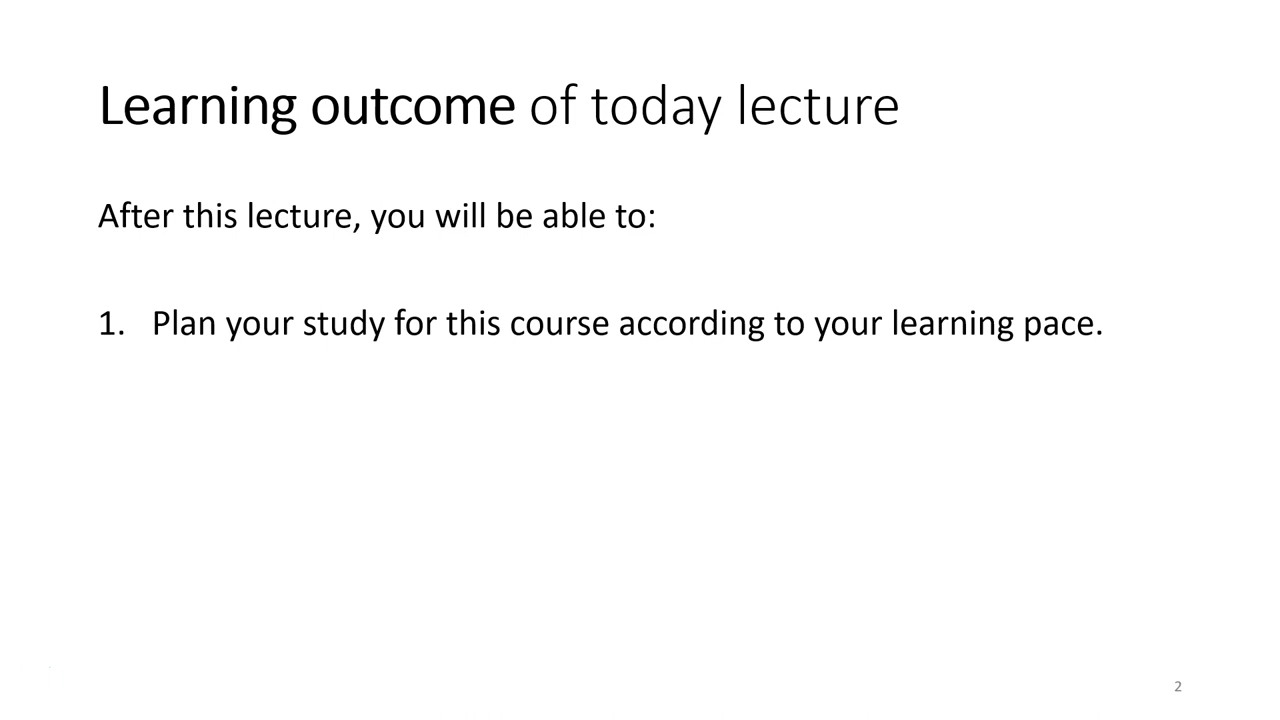 Learning outcome of today lecture
After this lecture, you will be able to:
1. Plan your study for this course according to your learning pace.
2